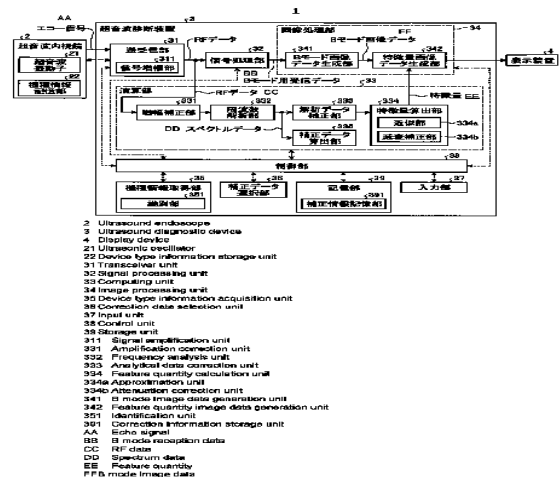 1
AA
エコー信号
3
超音波診断装置
RFデータ
画像処理部
Bモード画像データ
FF
34
2
超音波内視鏡
21
超音波振動子
22
31
送受信部
311
信号増幅部
32
信号処理部
341
Bモード画像データ生成部
342
特徴量画像データ生成部
4
表示装置
BB
Bモード用受信データ
33
演算部
RFデータ CC
特徴量 EE
331
増幅補正部
332
周波数解析部
333
解析データ補正部
334
特徴量算出部
334a
近似部
334b
減衰補正部
DD スペクトルデータ
補正データ算出部
38
制御部
35
機種情報取得部
351
識別部
36
補正データ選択部
39
記憶部
391
補正情報記憶部
37
入力部
2 Ultrasound endoscope
3 Ultrasound diagnostic device
4 Display device
21 Ultrasonic oscillator
22 Device type information storage unit
31 Transceiver unit
32 Signal processing unit
33 Computing unit
34 Image processing unit
35 Device type information acquisition unit
36 Correction data selection unit
37 Input unit
38 Control unit
39 Storage unit
311 Signal amplification unit
331 Amplification correction unit
332 Frequency analysis unit
333 Analytical data correction unit
334 Feature quantity calculation unit
334a Approximation unit
334b Attenuation correction unit
341 B mode image data generation unit
342 Feature quantity image data generation unit
351 Identification unit
391 Correction information storage unit
AA Echo signal
BB B mode reception data
CC RF data
DD Spectrum data
EE Feature quantity
FF B mode image data